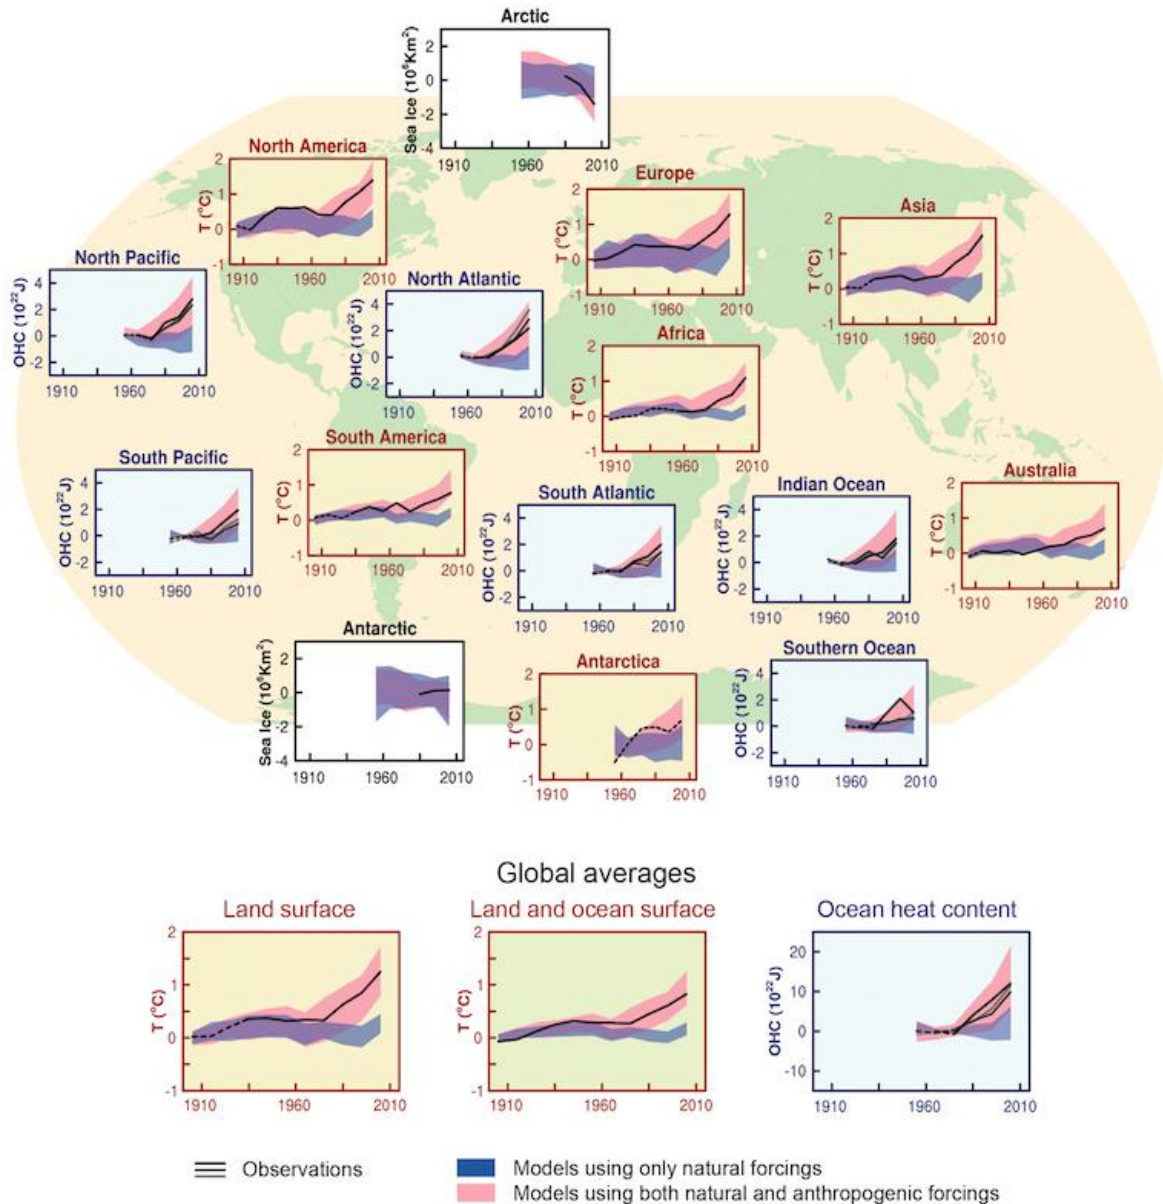 Arctic
Sea Ice (10⁶Km²)
2
0
-2
-4
1910 1960 2010
North America
T (°C)
2
1
0
-1
1910 1960 2010
Europe
T (°C)
2
1
0
-1
1910 1960 2010
Asia
T (°C)
2
1
0
-1
1910 1960 2010
North Pacific
OHC (10²²J)
4
2
0
-2
1910 1960 2010
North Atlantic
OHC (10²²J)
4
2
0
-2
1910 1960 2010
Africa
T (°C)
2
1
0
-1
1910 1960 2010
South Pacific
OHC (10²²J)
4
2
0
-2
1910 1960 2010
South America
T (°C)
2
1
0
-1
1910 1960 2010
South Atlantic
OHC (10²²J)
4
2
0
-2
1910 1960 2010
Indian Ocean
OHC (10²²J)
4
2
0
-2
1910 1960 2010
Australia
T (°C)
2
1
0
-1
1910 1960 2010
Antarctic
Sea Ice (10⁶Km²)
2
0
-2
-4
1910 1960 2010
Antarctica
T (°C)
2
1
0
-1
1910 1960 2010
Southern Ocean
OHC (10²²J)
4
2
0
-2
1910 1960 2010
Global averages
Land surface
T (°C)
2
1
0
-1
1910 1960 2010
Land and ocean surface
T (°C)
2
1
0
-1
1910 1960 2010
Ocean heat content
OHC (10²²J)
20
10
0
-10
1910 1960 2010
Observations
Models using only natural forcings
Models using both natural and anthropogenic forcings